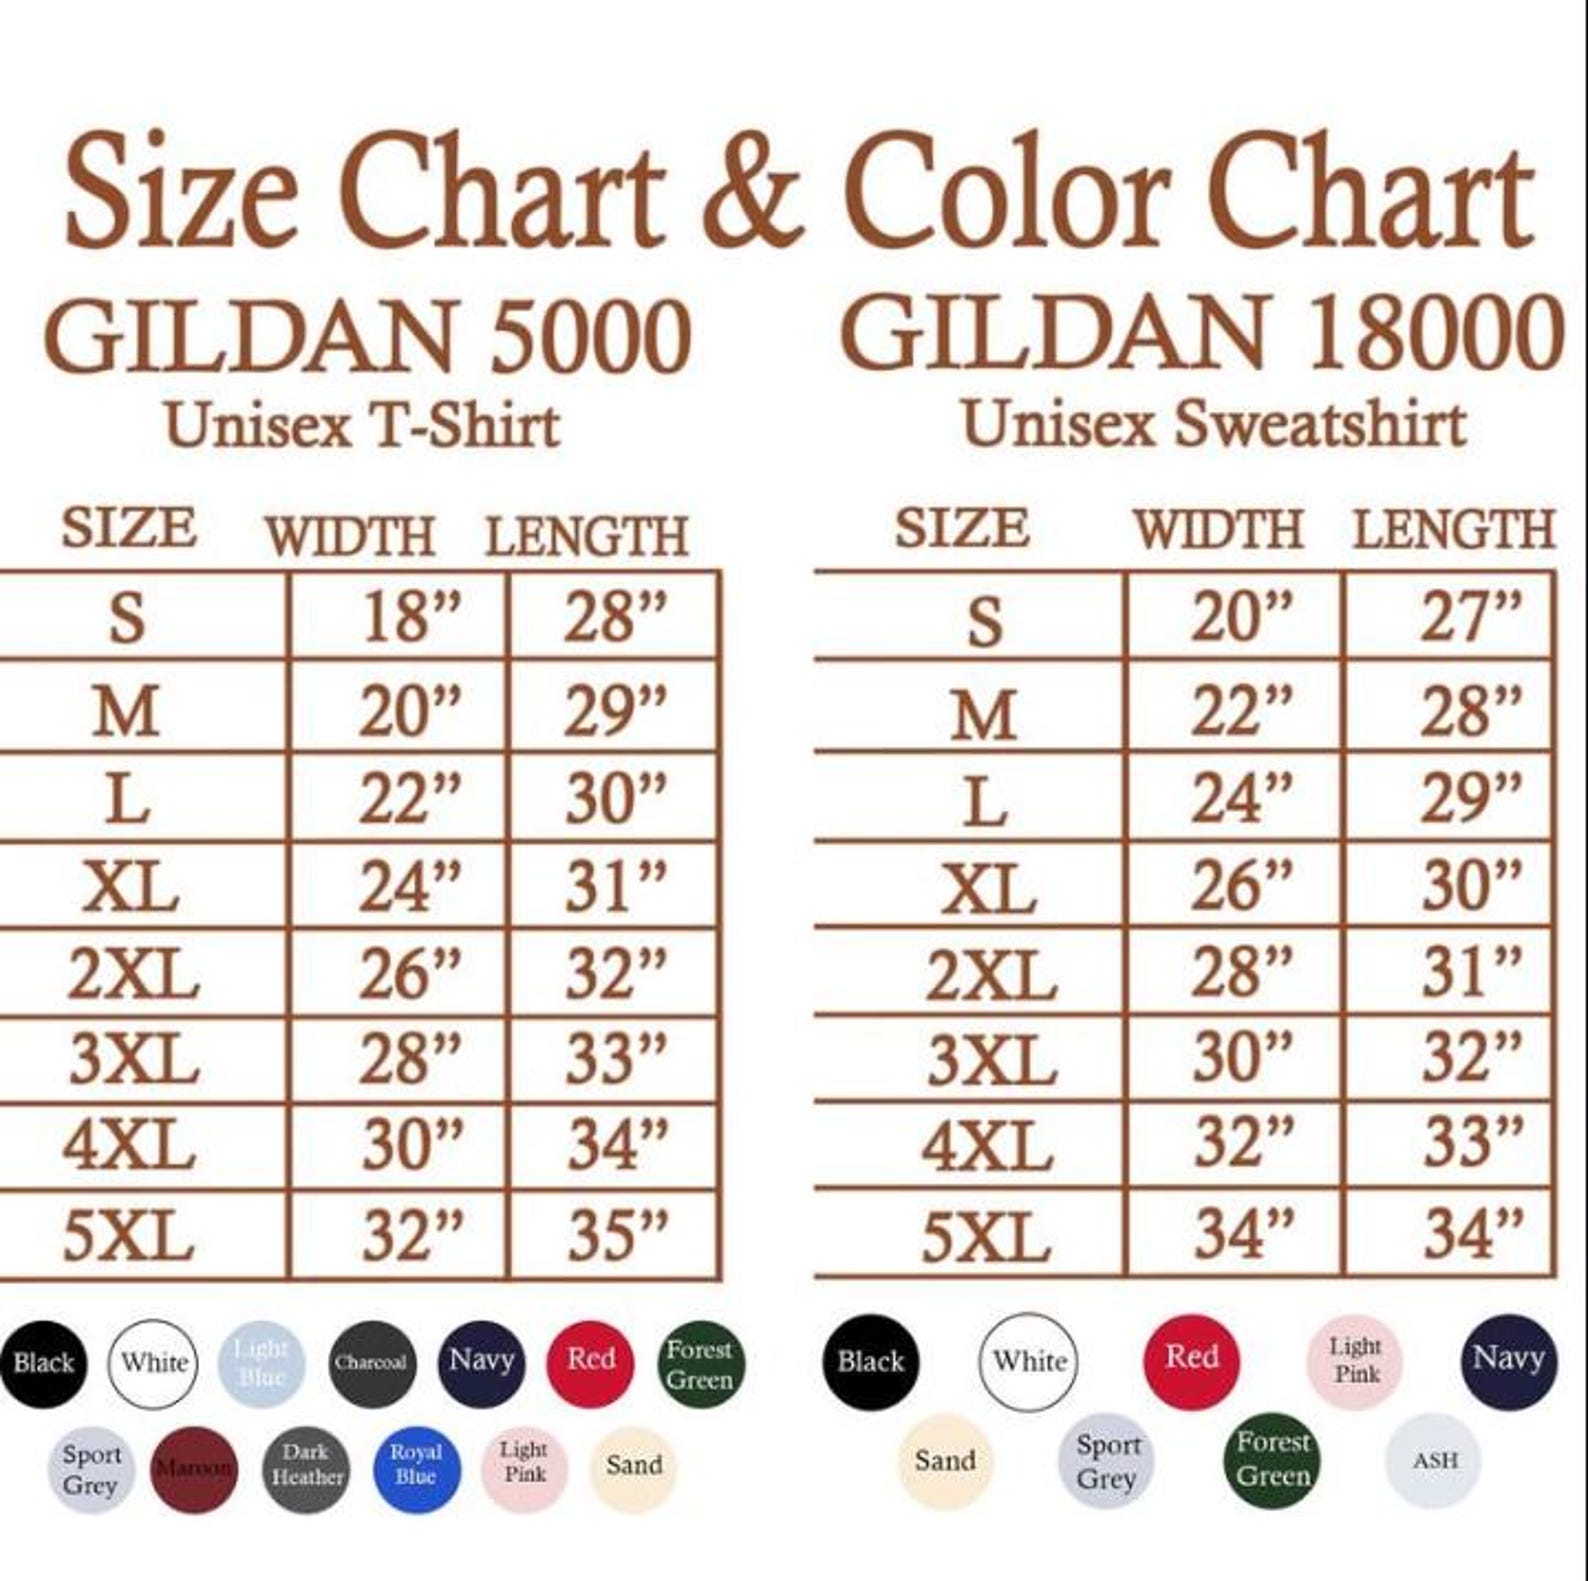 Size Chart & Color Chart
GILDAN 5000
Unisex T-Shirt
SIZE WIDTH LENGTH
S 18” 28”
M 20” 29”
L 22” 30”
XL 24” 31”
2XL 26” 32”
3XL 28” 33”
4XL 30” 34”
5XL 32” 35”
Black White Light Blue Charcoal Navy Red Forest Green
Sport Grey Maroon Dark Heather Royal Blue Light Pink Sand
GILDAN 18000
Unisex Sweatshirt
SIZE WIDTH LENGTH
S 20” 27”
M 22” 28”
L 24” 29”
XL 26” 30”
2XL 28” 31”
3XL 30” 32”
4XL 32” 33”
5XL 34” 34”
Black White Red Light Pink Navy
Sand Sport Grey Forest Green ASH